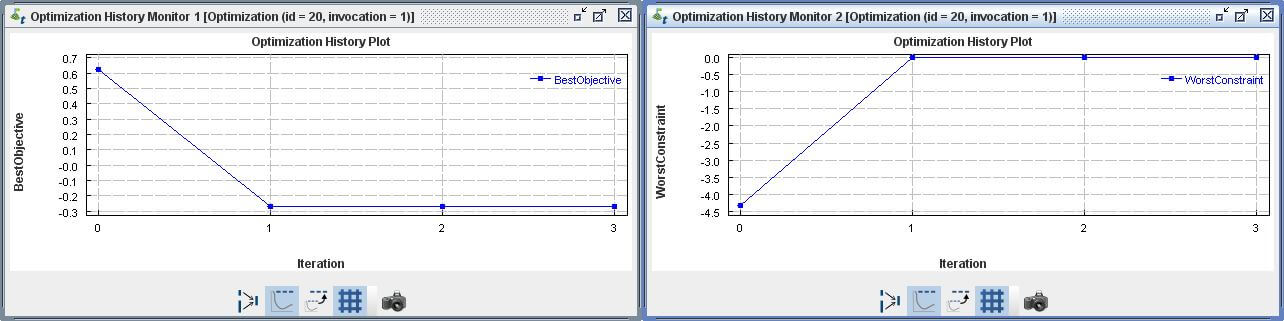 Optimization History Monitor 1 [Optimization (id = 20, invocation = 1)]
Optimization History Plot
0.7
0.6
0.5
0.4
0.3
0.2
0.1
-0.0
-0.1
-0.2
-0.3
BestObjective
BestObjective
0 1 2 3
Iteration
Optimization History Monitor 2 [Optimization (id = 20, invocation = 1)]
Optimization History Plot
0.0
-0.5
-1.0
-1.5
-2.0
-2.5
-3.0
-3.5
-4.0
-4.5
WorstConstraint
WorstConstraint
0 1 2 3
Iteration